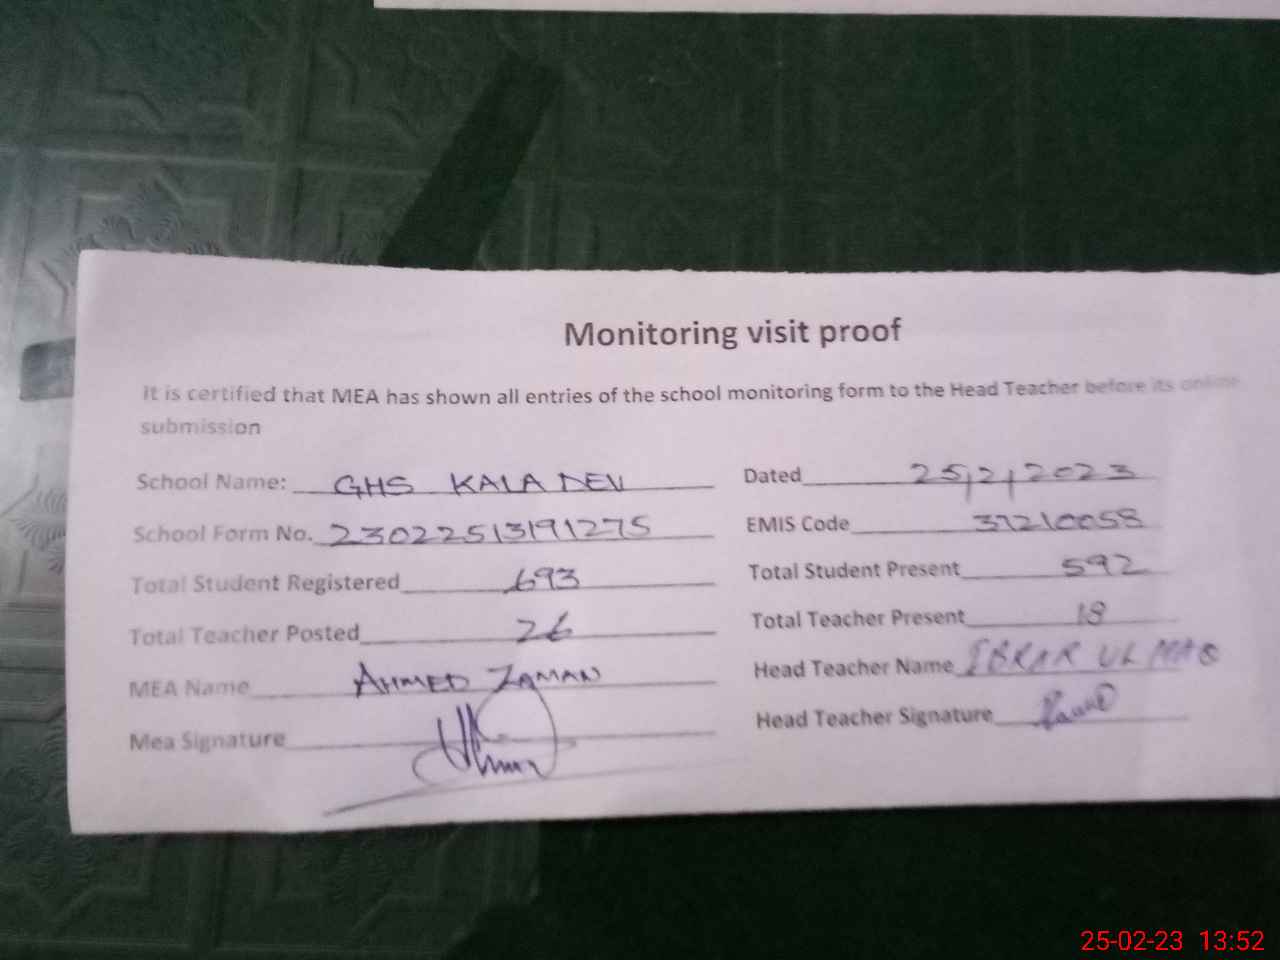 Monitoring visit proof
It is certified that MEA has shown all entries of the school monitoring form to the Head Teacher before its online
submission
School Name: GHS KALA DEV Dated 25/2/2023
School Form No. 23022513191275 EMIS Code 37210058
Total Student Registered 693 Total Student Present 592
Total Teacher Posted 26 Total Teacher Present 18
MEA Name AHMED ZAMAN Head Teacher Name IBRAR UL HAQ
Mea Signature Head Teacher Signature
25-02-23 13:52